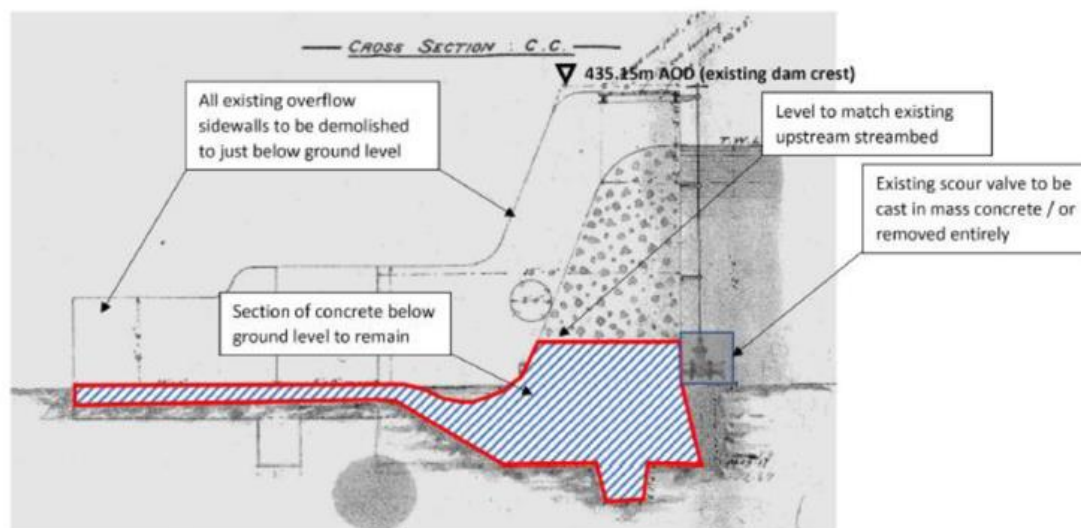 CROSS SECTION : C.C.
435.15m AOD (existing dam crest)
All existing overflow
sidewalls to be demolished
to just below ground level
Level to match existing
upstream streambed
T.W.L.
Existing scour valve to be
cast in mass concrete / or
removed entirely
Section of concrete below
ground level to remain